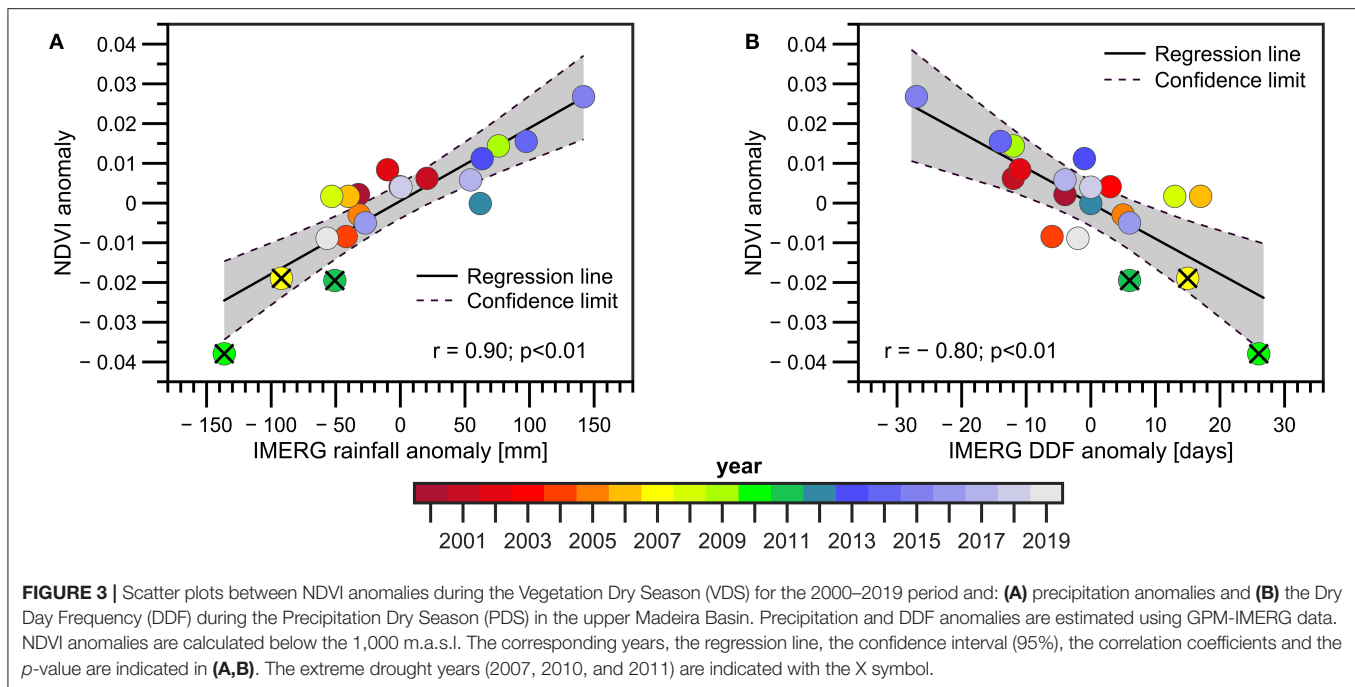 A
B
0.04
0.03
0.02
0.01
0
− 0.01
− 0.02
− 0.03
− 0.04
NDVI anomaly
Regression line
Confidence limit
r = 0.90; p<0.01
− 150 − 100 − 50 0 50 100 150
IMERG rainfall anomaly [mm]
0.04
0.03
0.02
0.01
0
− 0.01
− 0.02
− 0.03
− 0.04
NDVI anomaly
Regression line
Confidence limit
r = − 0.80; p<0.01
− 30 − 20 − 10 0 10 20 30
IMERG DDF anomaly [days]
year
2001 2003 2005 2007 2009 2011 2013 2015 2017 2019
FIGURE 3 | Scatter plots between NDVI anomalies during the Vegetation Dry Season (VDS) for the 2000–2019 period and: (A) precipitation anomalies and (B) the Dry
Day Frequency (DDF) during the Precipitation Dry Season (PDS) in the upper Madeira Basin. Precipitation and DDF anomalies are estimated using GPM-IMERG data.
NDVI anomalies are calculated below the 1,000 m.a.s.l. The corresponding years, the regression line, the confidence interval (95%), the correlation coefficients and the
p-value are indicated in (A,B). The extreme drought years (2007, 2010, and 2011) are indicated with the X symbol.